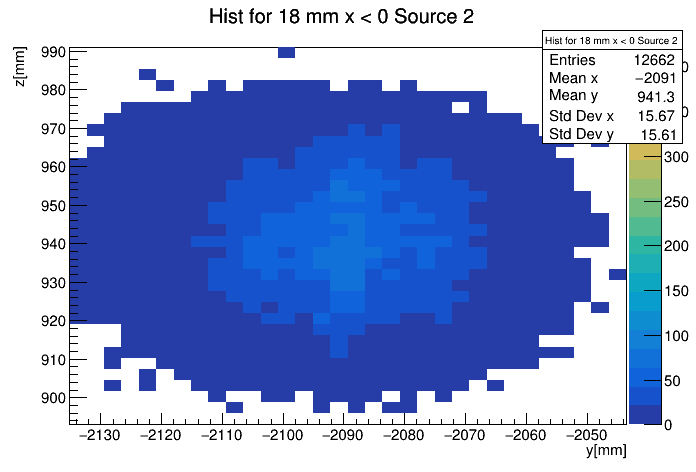 Hist for 18 mm x < 0 Source 2
Hist for 18 mm x < 0 Source 2
Entries 12662
Mean x −2091
Mean y 941.3
Std Dev x 15.67
Std Dev y 15.61
z[mm]
990
980
970
960
950
940
930
920
910
900
−2130 −2120 −2110 −2100 −2090 −2080 −2070 −2060 −2050
y[mm]
300
250
200
150
100
50
0